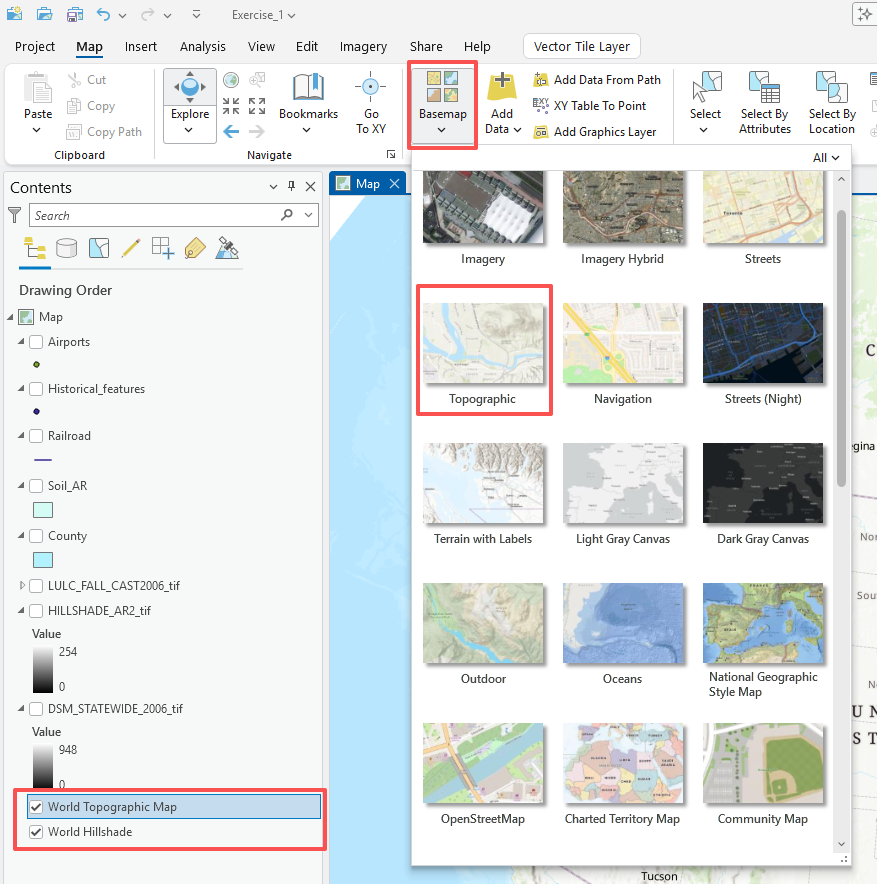 Exercise_1
Project Map Insert Analysis View Edit Imagery Share Help Vector Tile Layer
Paste
Cut
Copy
Copy Path
Clipboard
Explore
Bookmarks
Go
To XY
Navigate
Basemap
Add
Data
Add Data From Path
XY Table To Point
Add Graphics Layer
Select
Select By
Attributes
Select By
Location
Contents
Search
Drawing Order
Map
Airports
Historical_features
Railroad
Soil_AR
County
LULC_FALL_CAST2006_tif
HILLSHADE_AR2_tif
Value
254
0
DSM_STATEWIDE_2006_tif
Value
948
0
World Topographic Map
World Hillshade
Map
All
Imagery Imagery Hybrid Streets
Topographic Navigation Streets (Night)
Terrain with Labels Light Gray Canvas Dark Gray Canvas
Outdoor Oceans National Geographic
Style Map
OpenStreetMap Charted Territory Map Community Map
Tucson